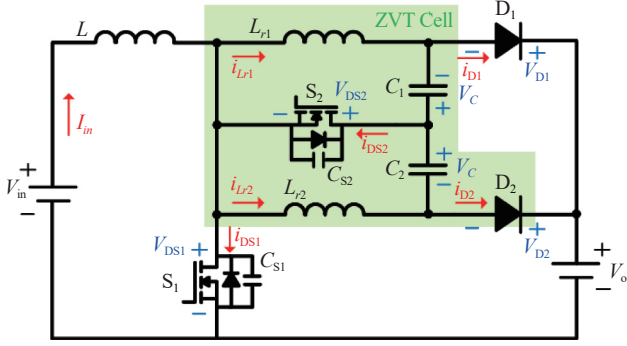 ZVT Cell
D₁
L
Lr1
iLr1
iD1
VD1
S₂
VDS2
C₁
VC
Iin
iDS2
CS2
C₂
VC
iLr2
Lr2
iD2
D₂
Vin
VDS1
iDS1
CS1
VD2
S₁
Vo